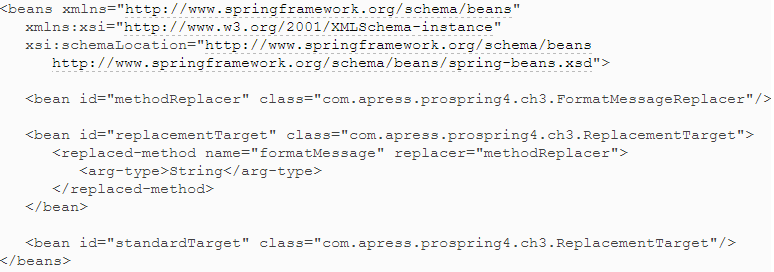 <beans xmlns="http://www.springframework.org/schema/beans"
xmlns:xsi="http://www.w3.org/2001/XMLSchema-instance"
xsi:schemaLocation="http://www.springframework.org/schema/beans
http://www.springframework.org/schema/beans/spring-beans.xsd">
<bean id="methodReplacer" class="com.apress.prospring4.ch3.FormatMessageReplacer"/>
<bean id="replacementTarget" class="com.apress.prospring4.ch3.ReplacementTarget">
<replaced-method name="formatMessage" replacer="methodReplacer">
<arg-type>String</arg-type>
</replaced-method>
</bean>
<bean id="standardTarget" class="com.apress.prospring4.ch3.ReplacementTarget"/>
</beans>